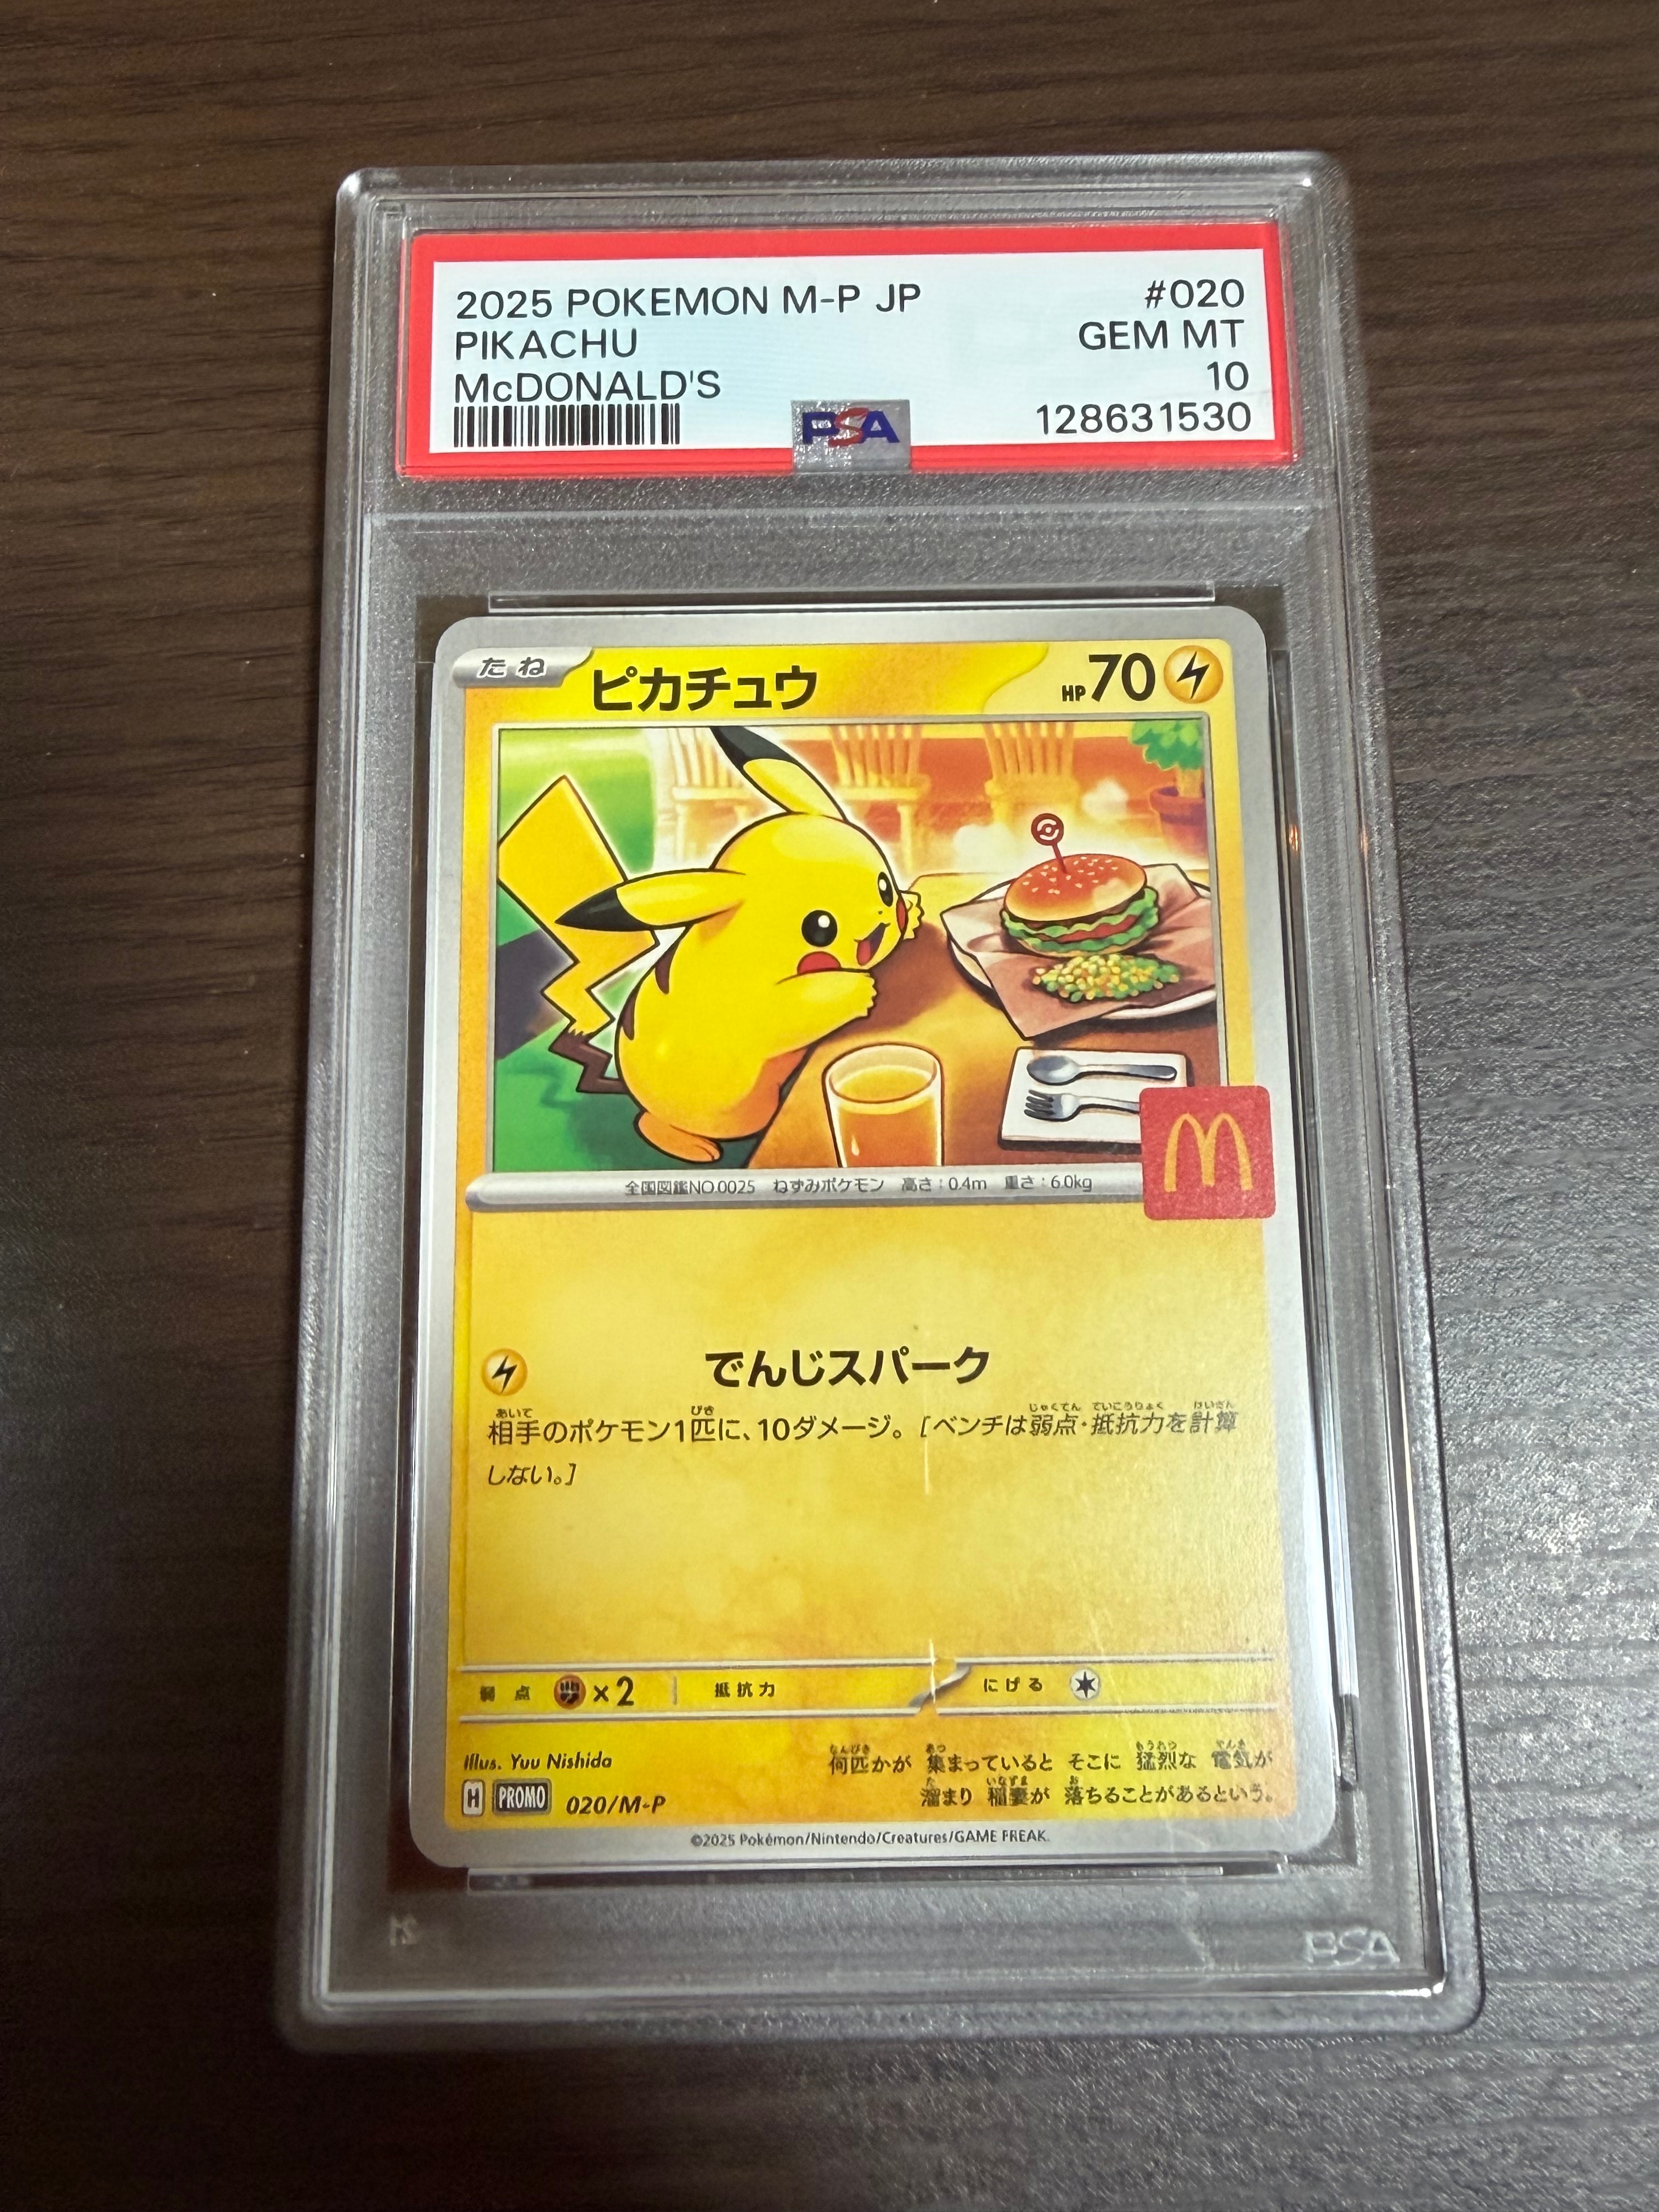 2025 POKEMON M-P JP #020
PIKACHU GEM MT
McDONALD'S 10
PSA 128631530
たね ピカチュウ HP70
全国図鑑NO.0025 ねずみポケモン 高さ:0.4m 重さ:6.0kg
でんじスパーク
相手のポケモン1匹に、10ダメージ。[ベンチは弱点・抵抗力を計算
しない。]
弱点 ×2 抵抗力 にげる
Illus. Yuu Nishida
何匹かが 集まっていると そこに 猛烈な 電気が
溜まり 稲妻が 落ちることがあるという。
H PROMO 020/M-P
©2025 Pokémon/Nintendo/Creatures/GAME FREAK.
PSA